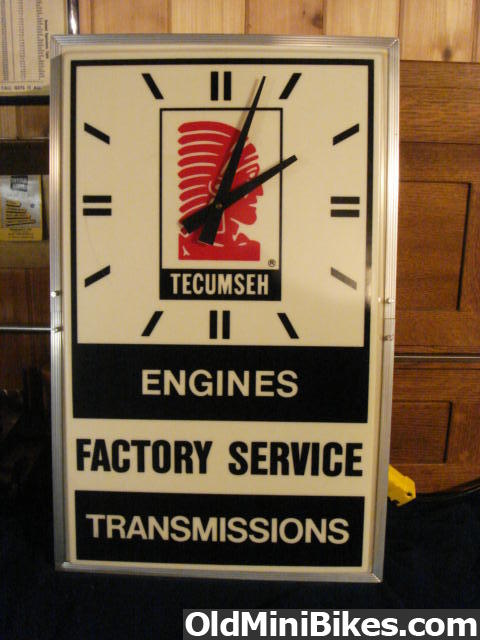 ®
TECUMSEH
ENGINES
FACTORY SERVICE
TRANSMISSIONS
OldMiniBikes.com